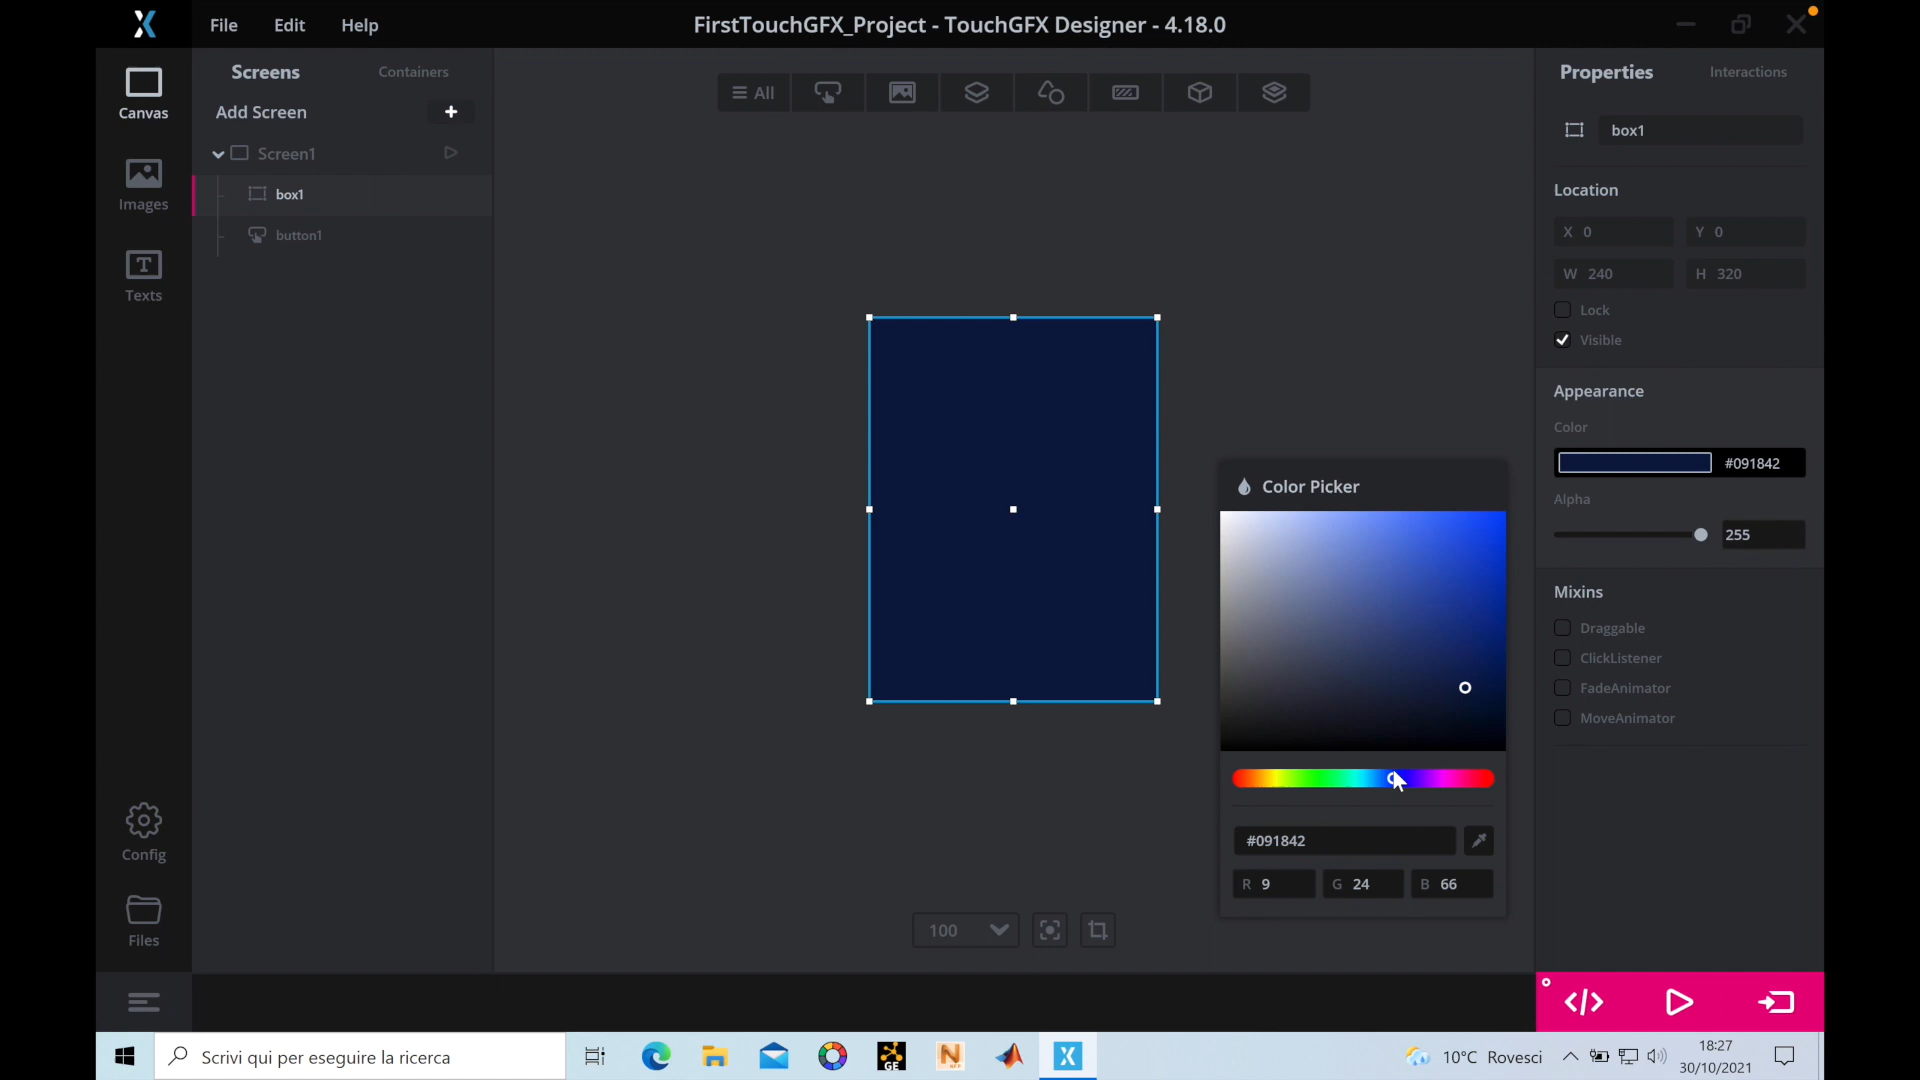 File Edit Help
FirstTouchGFX_Project - TouchGFX Designer - 4.18.0
Canvas
Images
Texts
Config
Files
Screens Containers
Add Screen
Screen1
box1
button1
All
100
Color Picker
#091842
R 9 G 24 B 66
Properties Interactions
box1
Location
X 0 Y 0
W 240 H 320
Lock
Visible
Appearance
Color
#091842
Alpha
255
Mixins
Draggable
ClickListener
FadeAnimator
MoveAnimator
Scrivi qui per eseguire la ricerca
GE
N
X
10°C Rovesci
18:27
30/10/2021